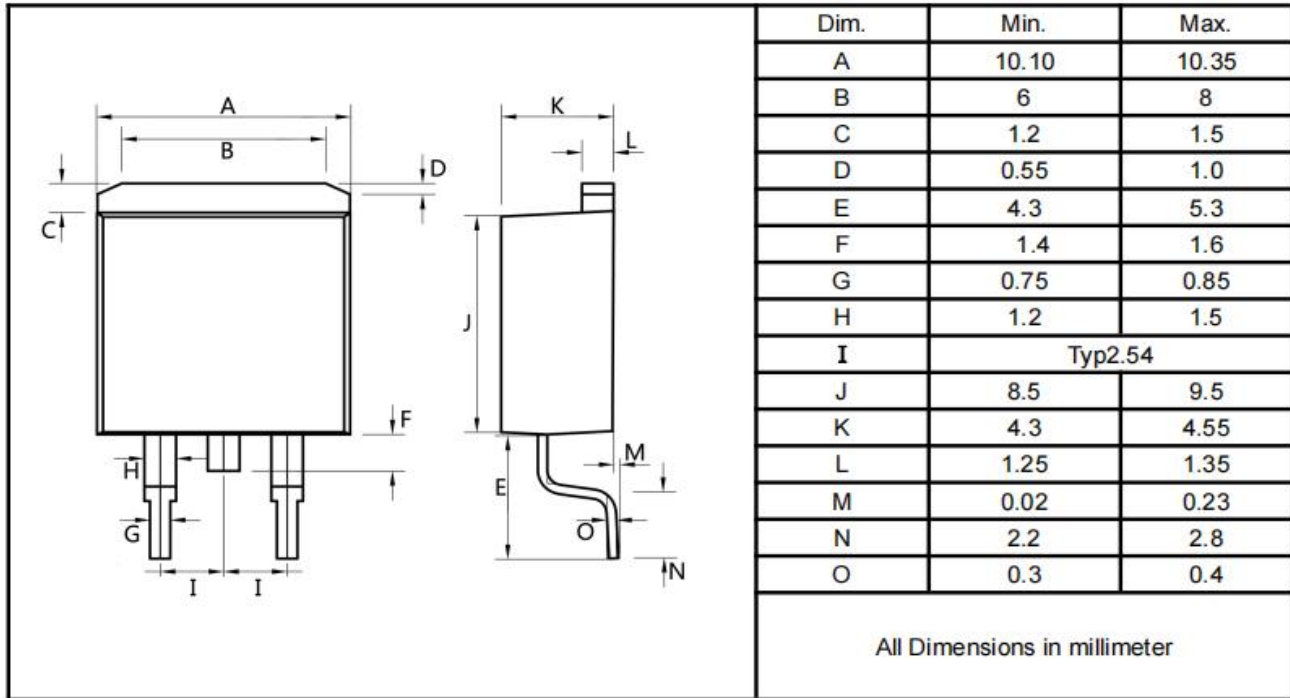 A
B
C
D
F
H
G
I I
K
L
J
E
M
O
N
Dim. Min. Max.
A 10.10 10.35
B 6 8
C 1.2 1.5
D 0.55 1.0
E 4.3 5.3
F 1.4 1.6
G 0.75 0.85
H 1.2 1.5
I Typ2.54
J 8.5 9.5
K 4.3 4.55
L 1.25 1.35
M 0.02 0.23
N 2.2 2.8
O 0.3 0.4
All Dimensions in millimeter